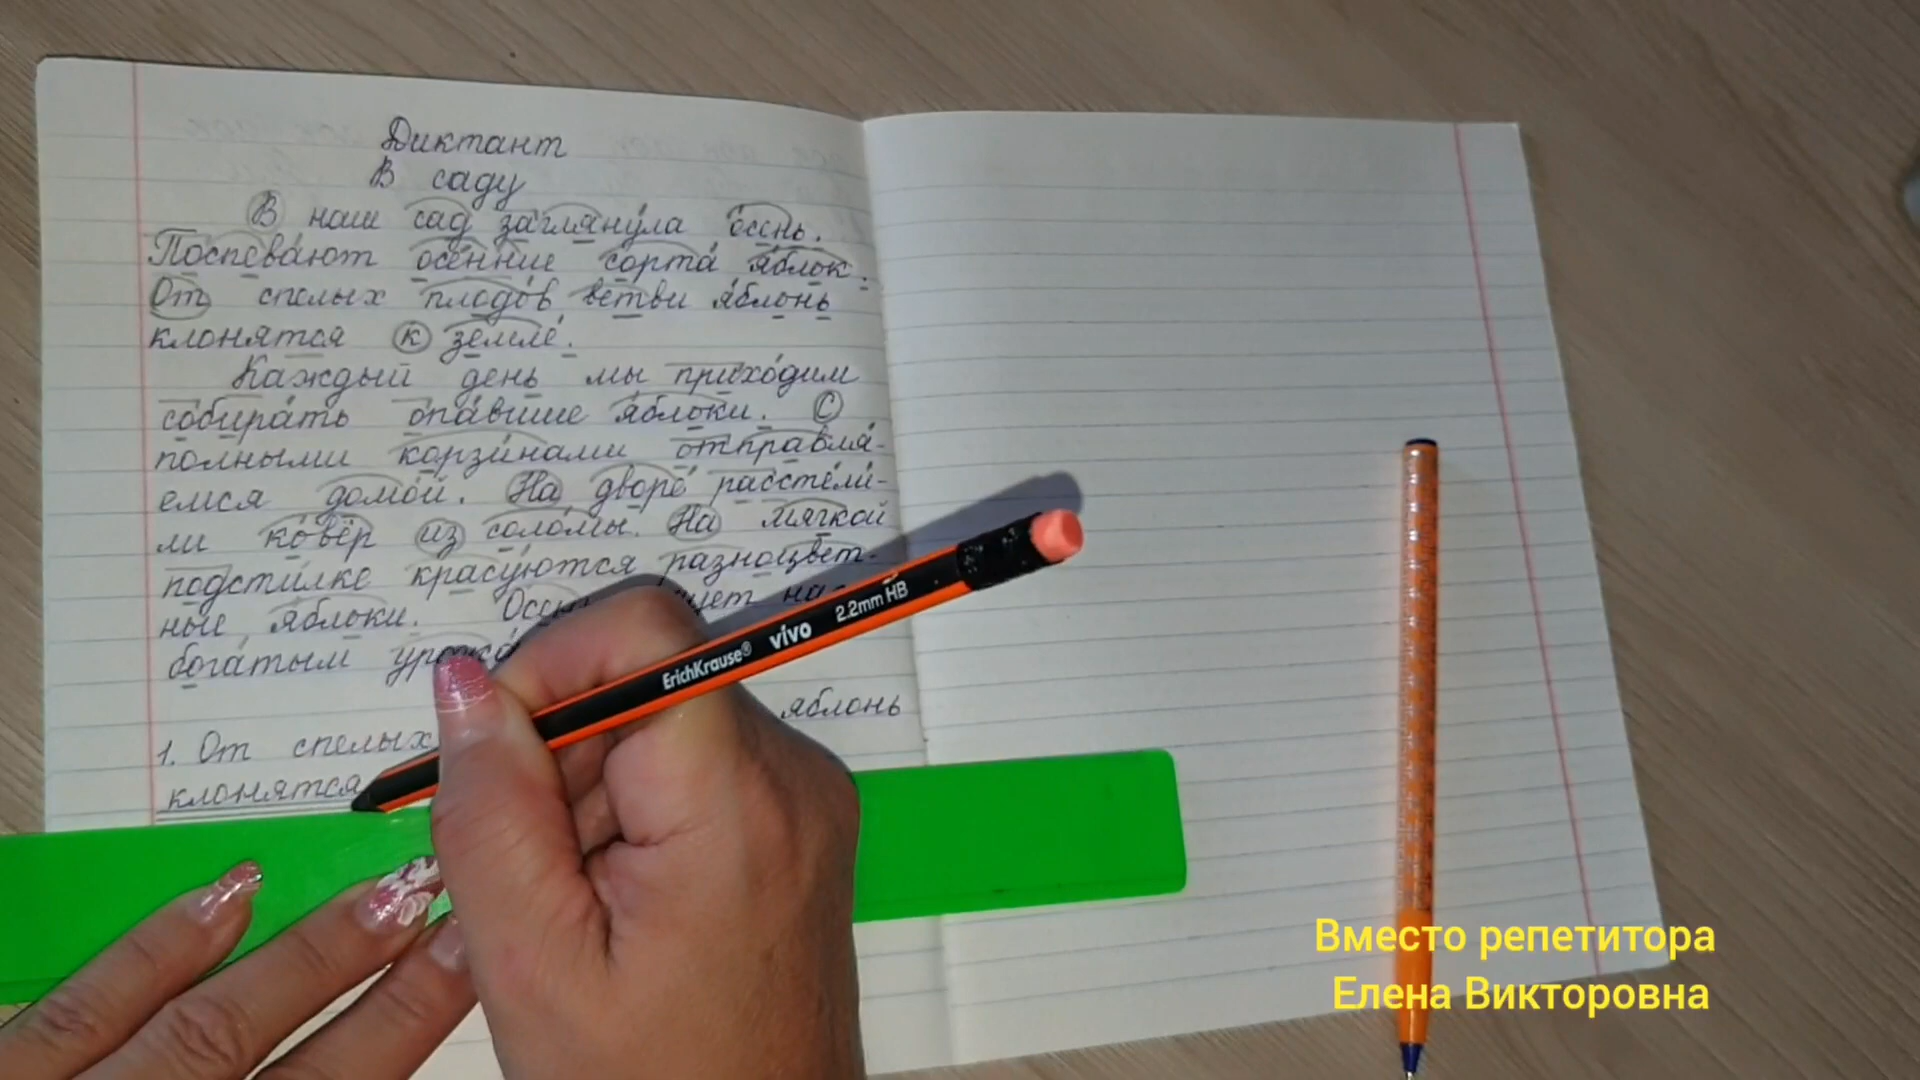 Диктант
В саду
В наш сад заглянула осень.
Поспевают осенние сорта яблок.
От спелых плодов ветви яблонь
клонятся к земле.
Каждый день мы приходим
собирать опавшие яблоки. С
полными корзинами отправля-
емся домой. На дворе расстели-
ли ковёр из соломы. На мягкой
подстилке красуются разноцвет-
ные яблоки. Осень
богатым
яблонь
1. От спелых
клонятся
ErichKrause® vivo 2.2mm HB
Вместо репетитора
Елена Викторовна